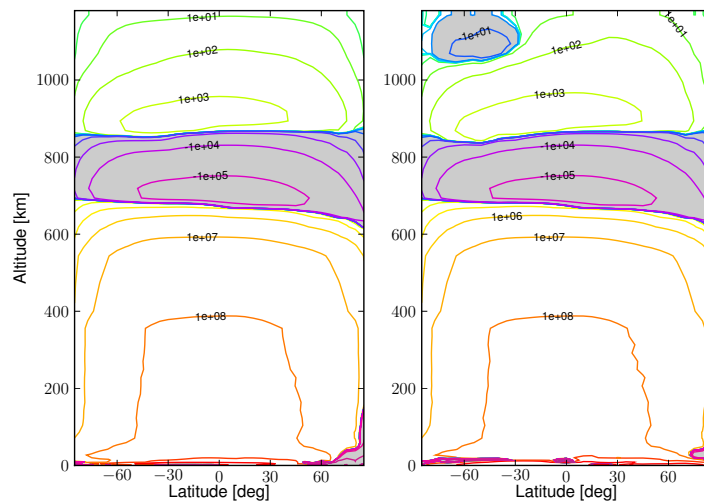 1e+01
1e+02
1e+03
-1e+04
-1e+05
1e+07
1e+08
Altitude [km]
1000
800
600
400
200
0
−60
−30
0
30
60
Latitude [deg]
-1e+01
1e+01
1e+02
1e+03
-1e+04
-1e+05
1e+06
1e+07
1e+08
1000
800
600
400
200
0
−60
−30
0
30
60
Latitude [deg]